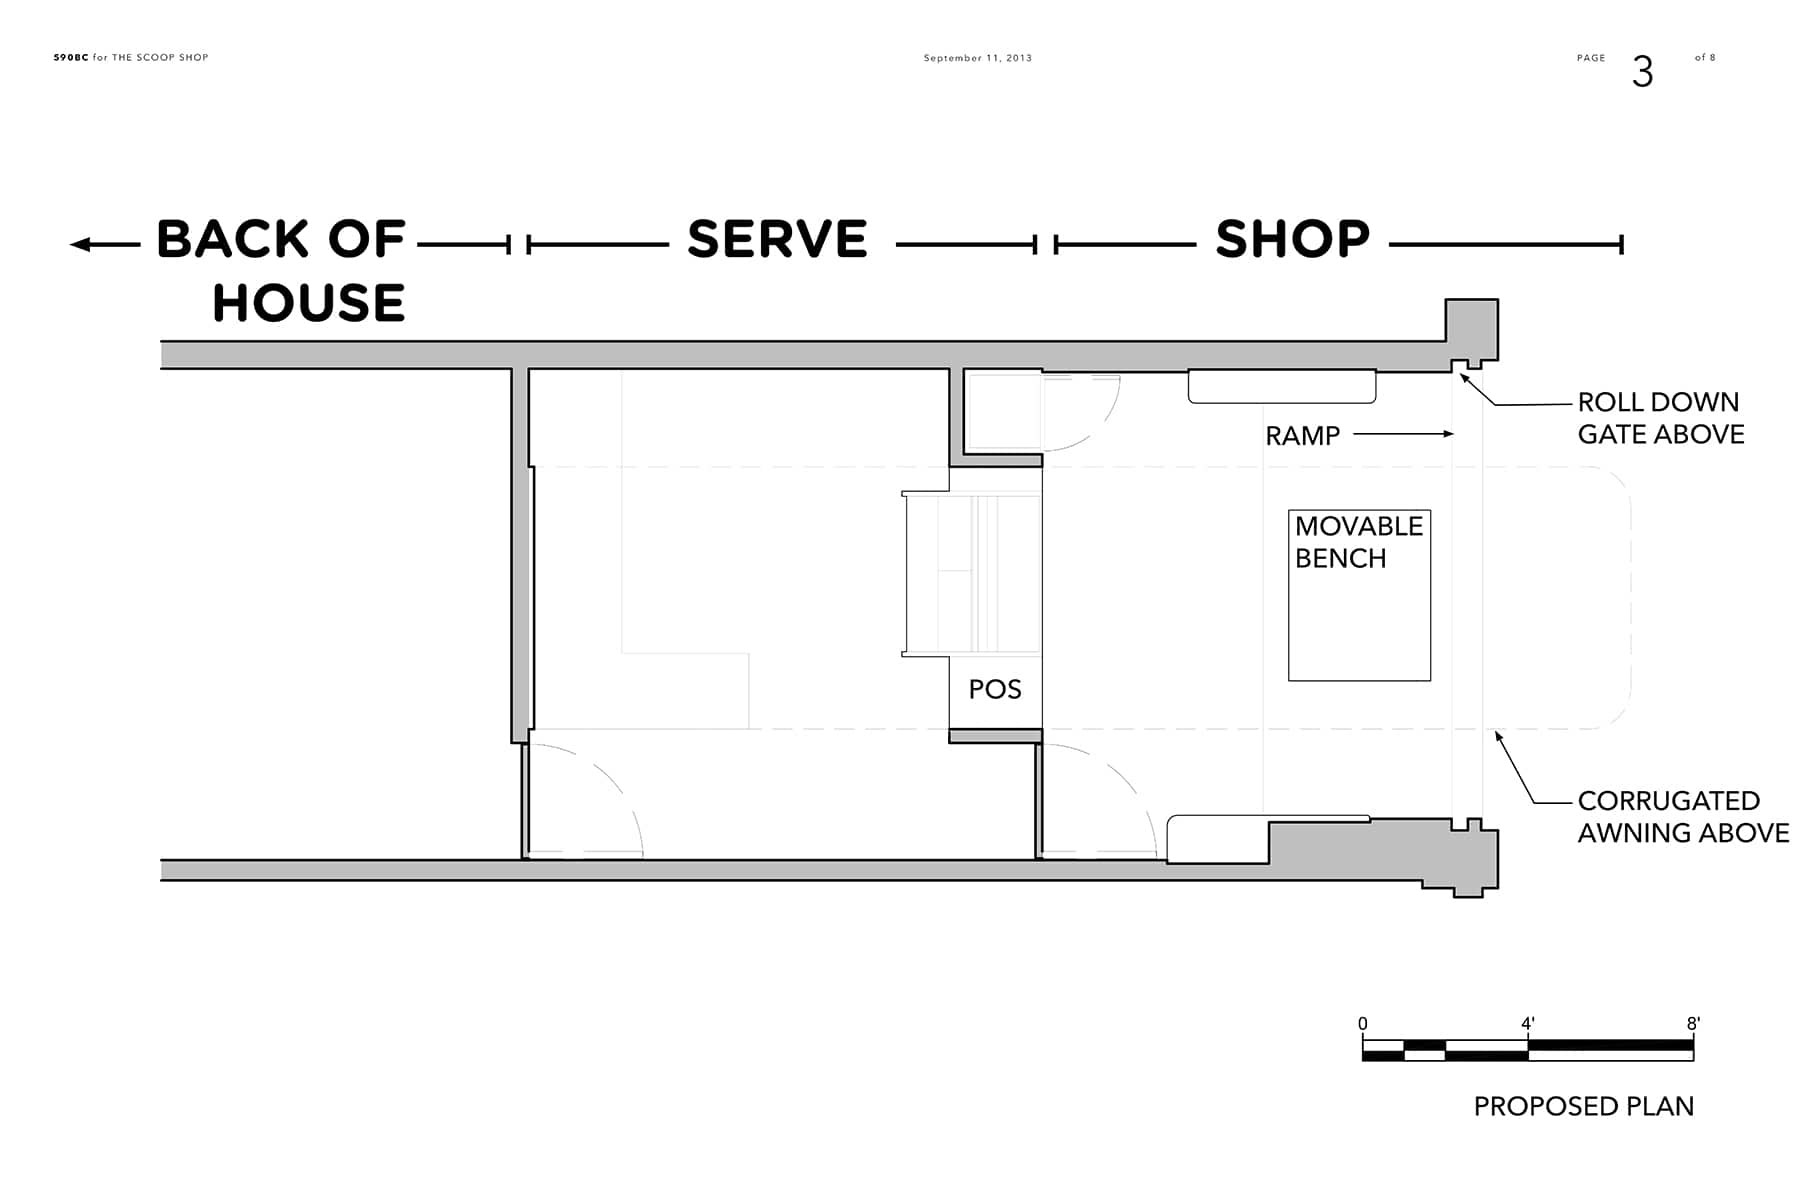 590BC for THE SCOOP SHOP
September 11, 2013
PAGE 3 of 8
BACK OF
HOUSE
SERVE
SHOP
ROLL DOWN
GATE ABOVE
RAMP
MOVABLE
BENCH
POS
CORRUGATED
AWNING ABOVE
0 4' 8'
PROPOSED PLAN